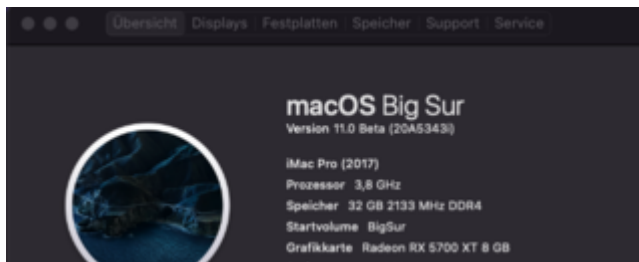 Übersicht Displays Festplatten Speicher Support Service
macOS Big Sur
Version 11.0 Beta (20A5343i)
iMac Pro (2017)
Prozessor 3,8 GHz
Speicher 32 GB 2133 MHz DDR4
Startvolume BigSur
Grafikkarte Radeon RX 5700 XT 8 GB